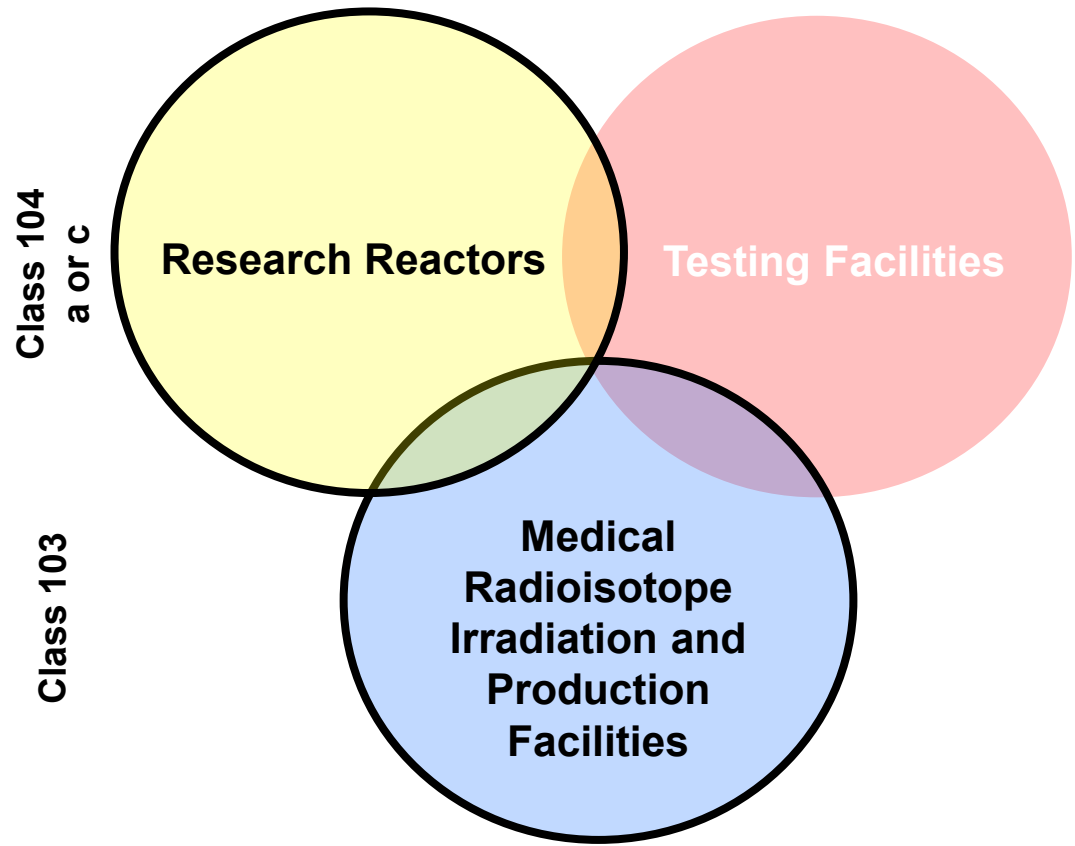 Class 104
a or c
Research Reactors
Testing Facilities
Class 103
Medical
Radioisotope
Irradiation and
Production
Facilities